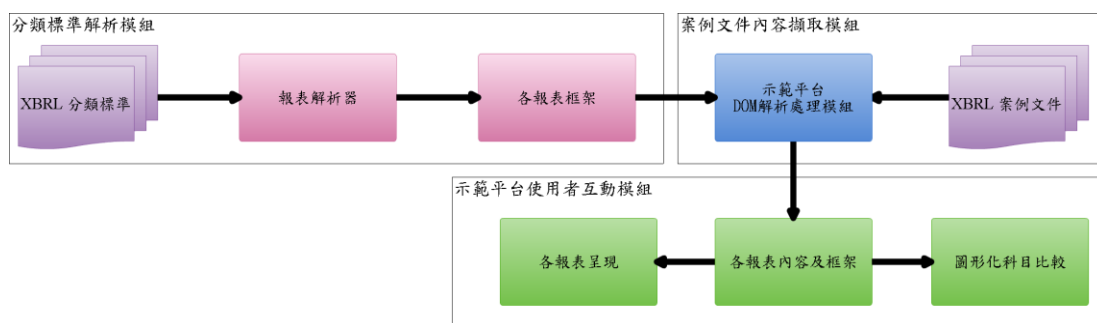 分類標準解析模組
XBRL 分類標準
報表解析器
各報表框架
案例文件內容擷取模組
示範平台
DOM解析處理模組
XBRL 案例文件
示範平台使用者互動模組
各報表呈現
各報表內容及框架
圖形化科目比較